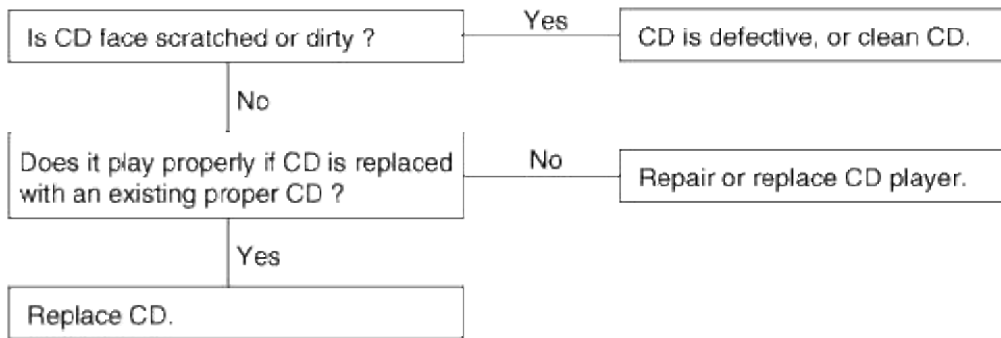 Is CD face scratched or dirty ?
Yes
CD is defective, or clean CD.
No
Does it play properly if CD is replaced
with an existing proper CD ?
No
Repair or replace CD player.
Yes
Replace CD.